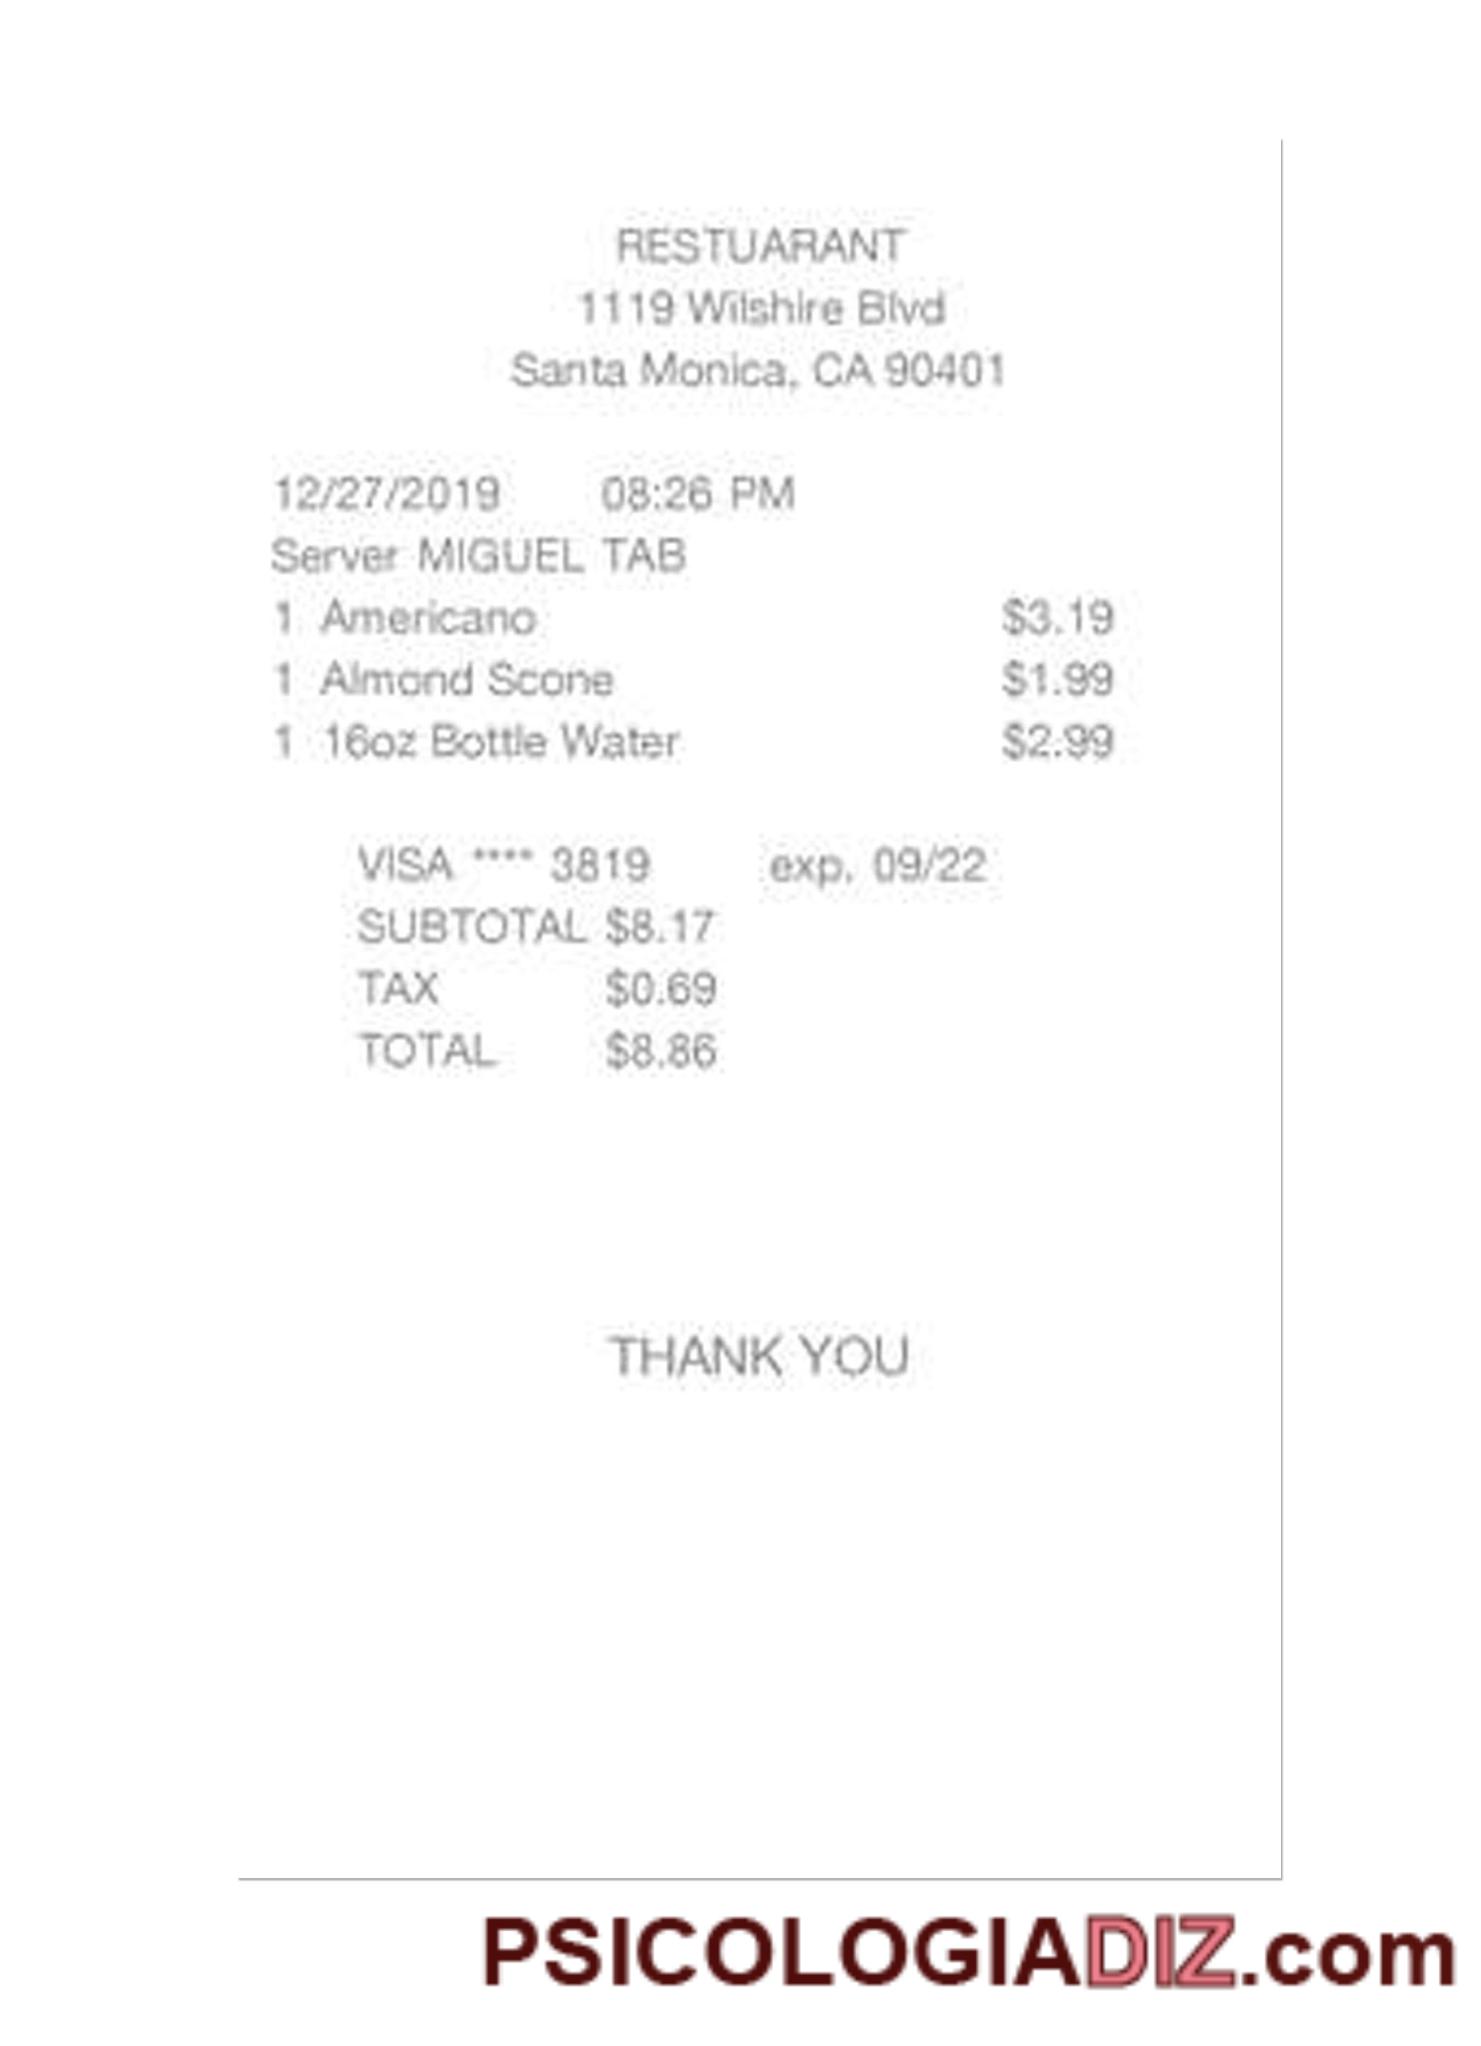 RESTUARANT
1119 Wilshire Blvd
Santa Monica, CA 90401
12/27/2019 08:26 PM
Server MIGUEL TAB
1 Americano $3.19
1 Almond Scone $1.99
1 16oz Bottle Water $2.99
VISA **** 3819 exp. 09/22
SUBTOTAL $8.17
TAX $0.69
TOTAL $8.86
THANK YOU
PSICOLOGIADIZ.com